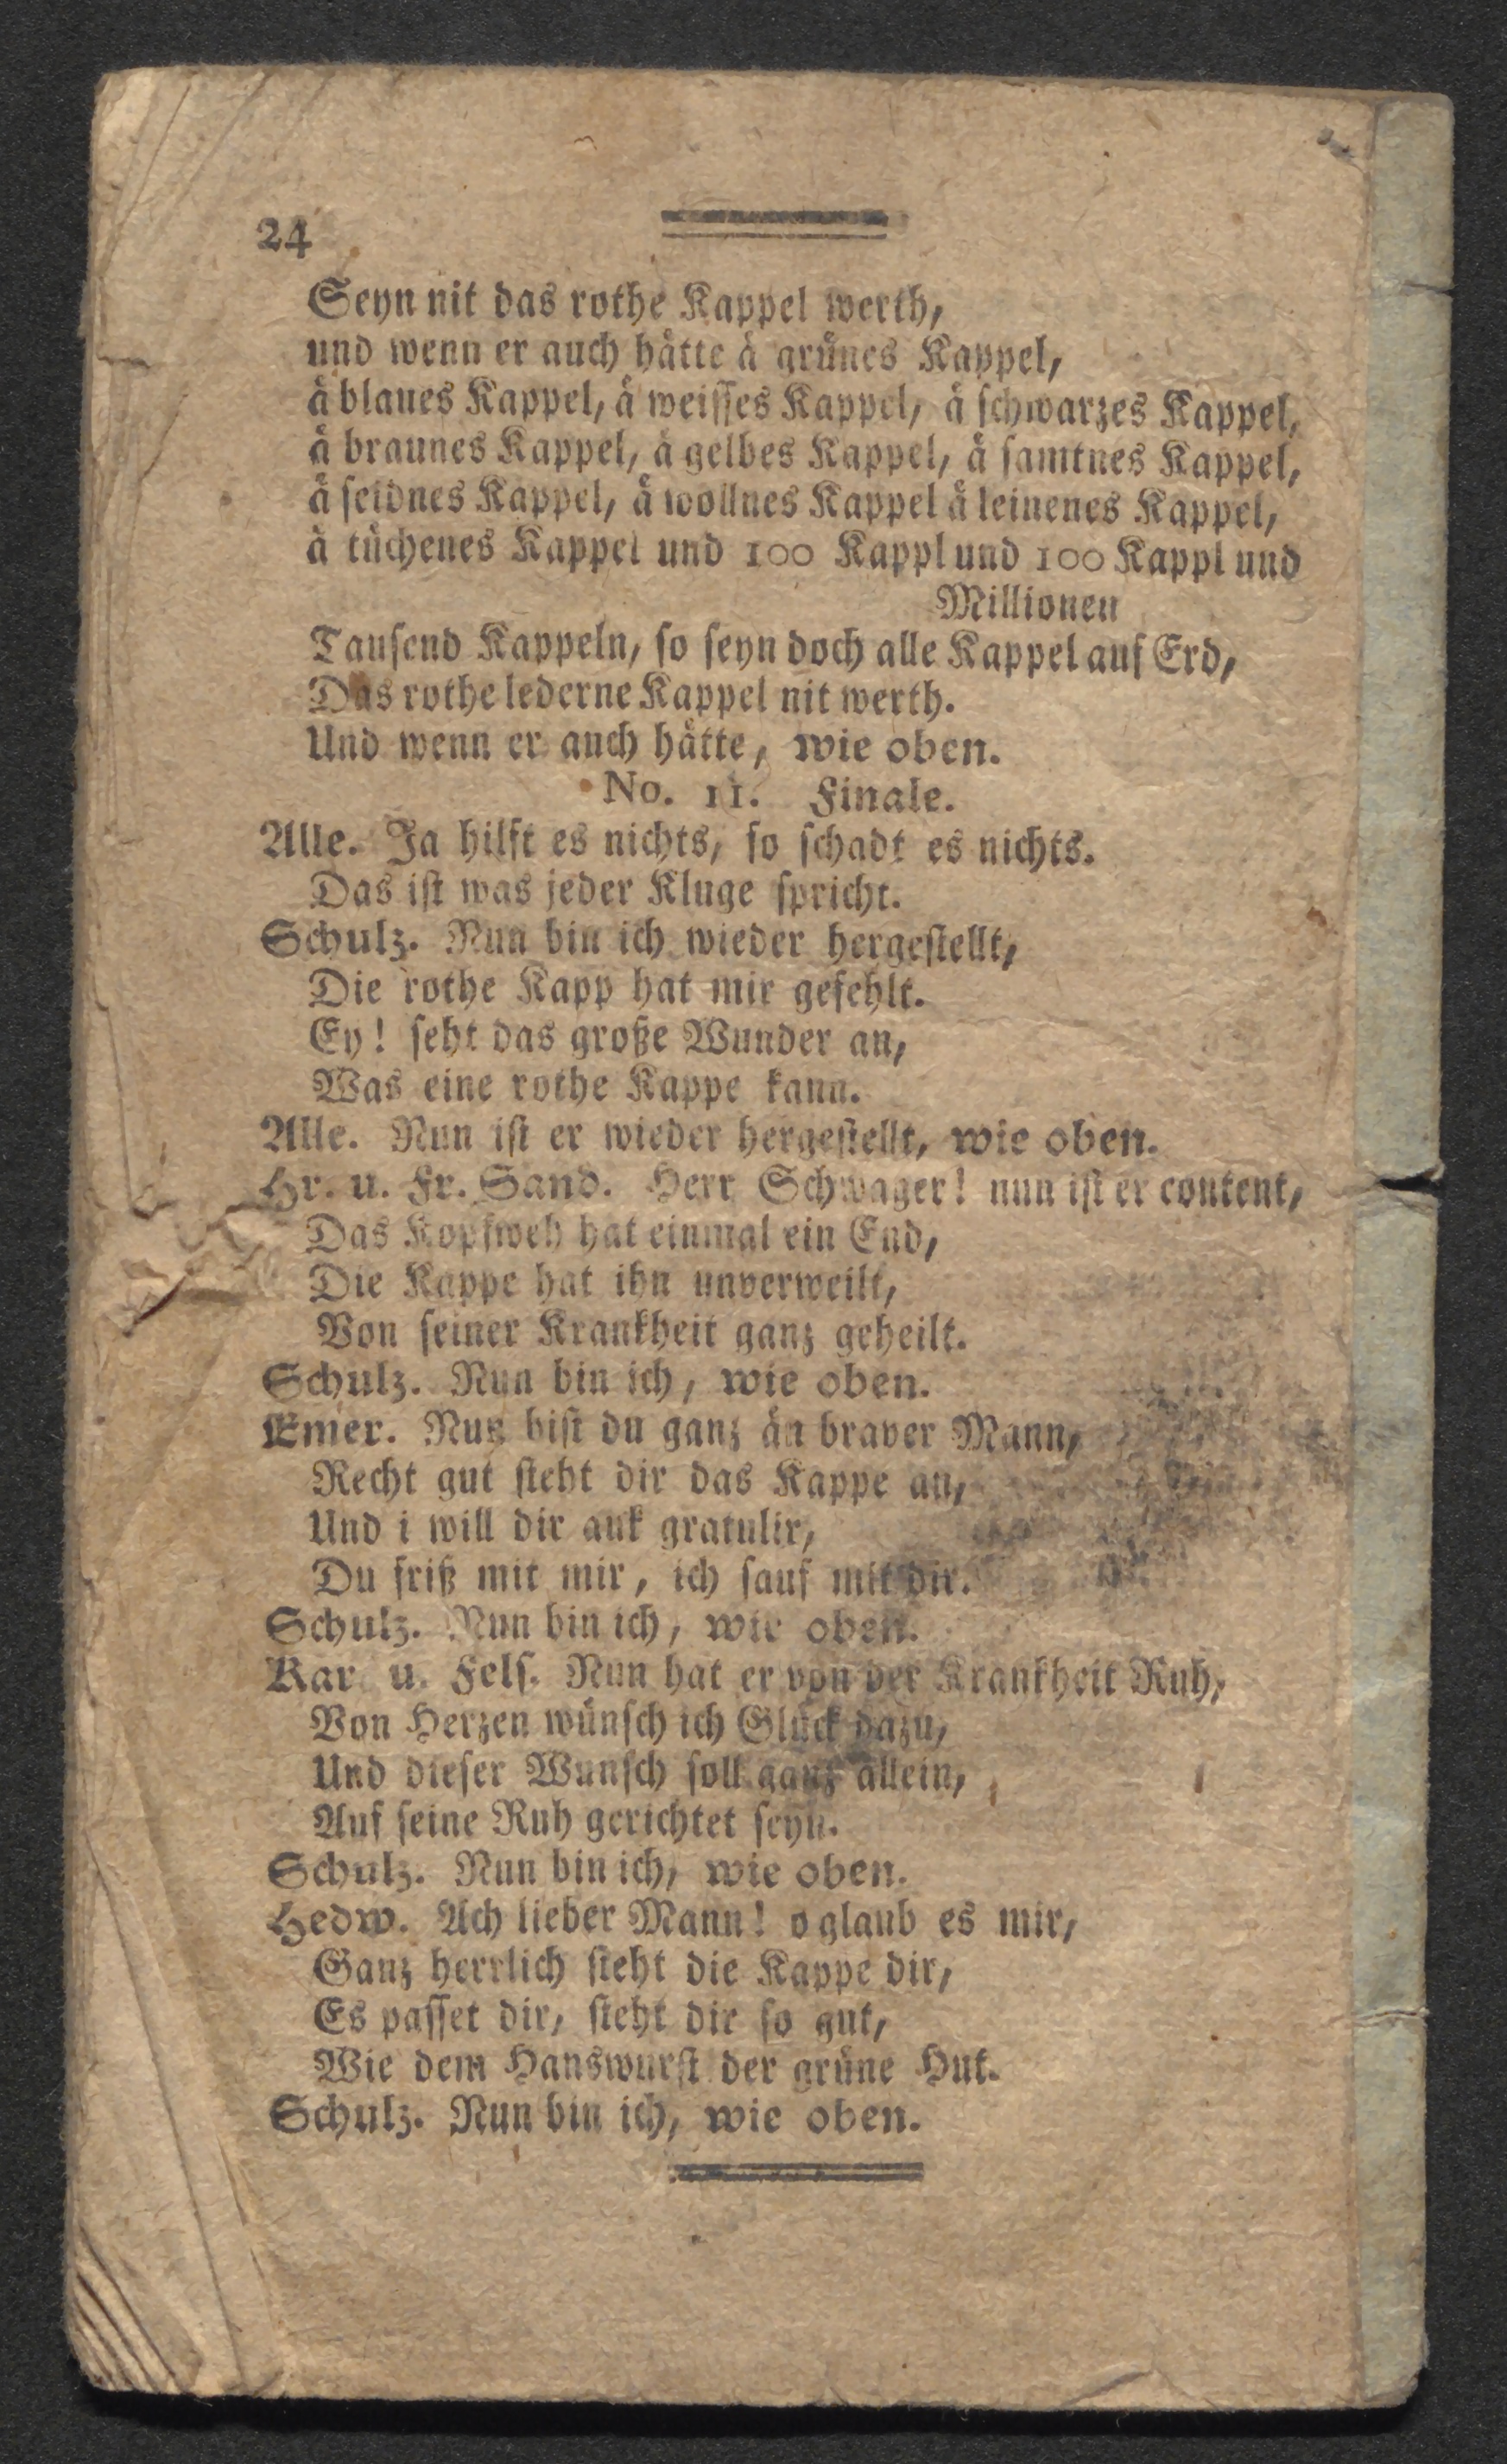 24
Seyn nit das rothe Kappel werth,
und wenn er auch hätte ä grünes Kappel,
ä blaues Kappel, ä weisses Kappel, ä schwarzes Kappel,
ä braunes Kappel, ä gelbes Kappel, ä samtnes Kappel,
ä seidnes Kappel, ä wollnes Kappel ä leinenes Kappel,
ä tüchenes Kappel und 100 Kappl und 100 Kappl und
Millionen
Tausend Kappeln, so seyn doch alle Kappel auf Erd,
Das rothe lederne Kappel nit werth.
Und wenn er auch hätte, wie oben.
No. 11. Finale.
Alle. Ja hilft es nichts, so schadt es nichts.
Das ist was jeder Kluge spricht.
Schulz. Nun bin ich wieder hergestellt,
Die rothe Kapp hat mir gefehlt.
Ey! seht das große Wunder an,
Was eine rothe Kappe kann.
Alle. Nun ist er wieder hergestellt, wie oben.
Hr. u. Fr. Sand. Herr Schwager! nun ist er content,
Das Kopfweh hat einmal ein End,
Die Kappe hat ihn unverweilt,
Von seiner Krankheit ganz geheilt.
Schulz. Nun bin ich, wie oben.
Emer. Nun bist du ganz än braver Mann,
Recht gut steht dir das Kappe an,
Und i will dir auk gratulir,
Du friß mit mir, ich sauf mit dir.
Schulz. Nun bin ich, wie oben.
Kar. u. Fels. Nun hat er von der Krankheit Ruh,
Von Herzen wünsch ich Glück dazu,
Und dieser Wunsch soll ganz allein,
Auf seine Ruh gerichtet seyn.
Schulz. Nun bin ich, wie oben.
Hedw. Ach lieber Mann! o glaub es mir,
Ganz herrlich steht die Kappe dir,
Es passet dir, steht dir so gut,
Wie dem Hanswurst der grüne Hut.
Schulz. Nun bin ich, wie oben.